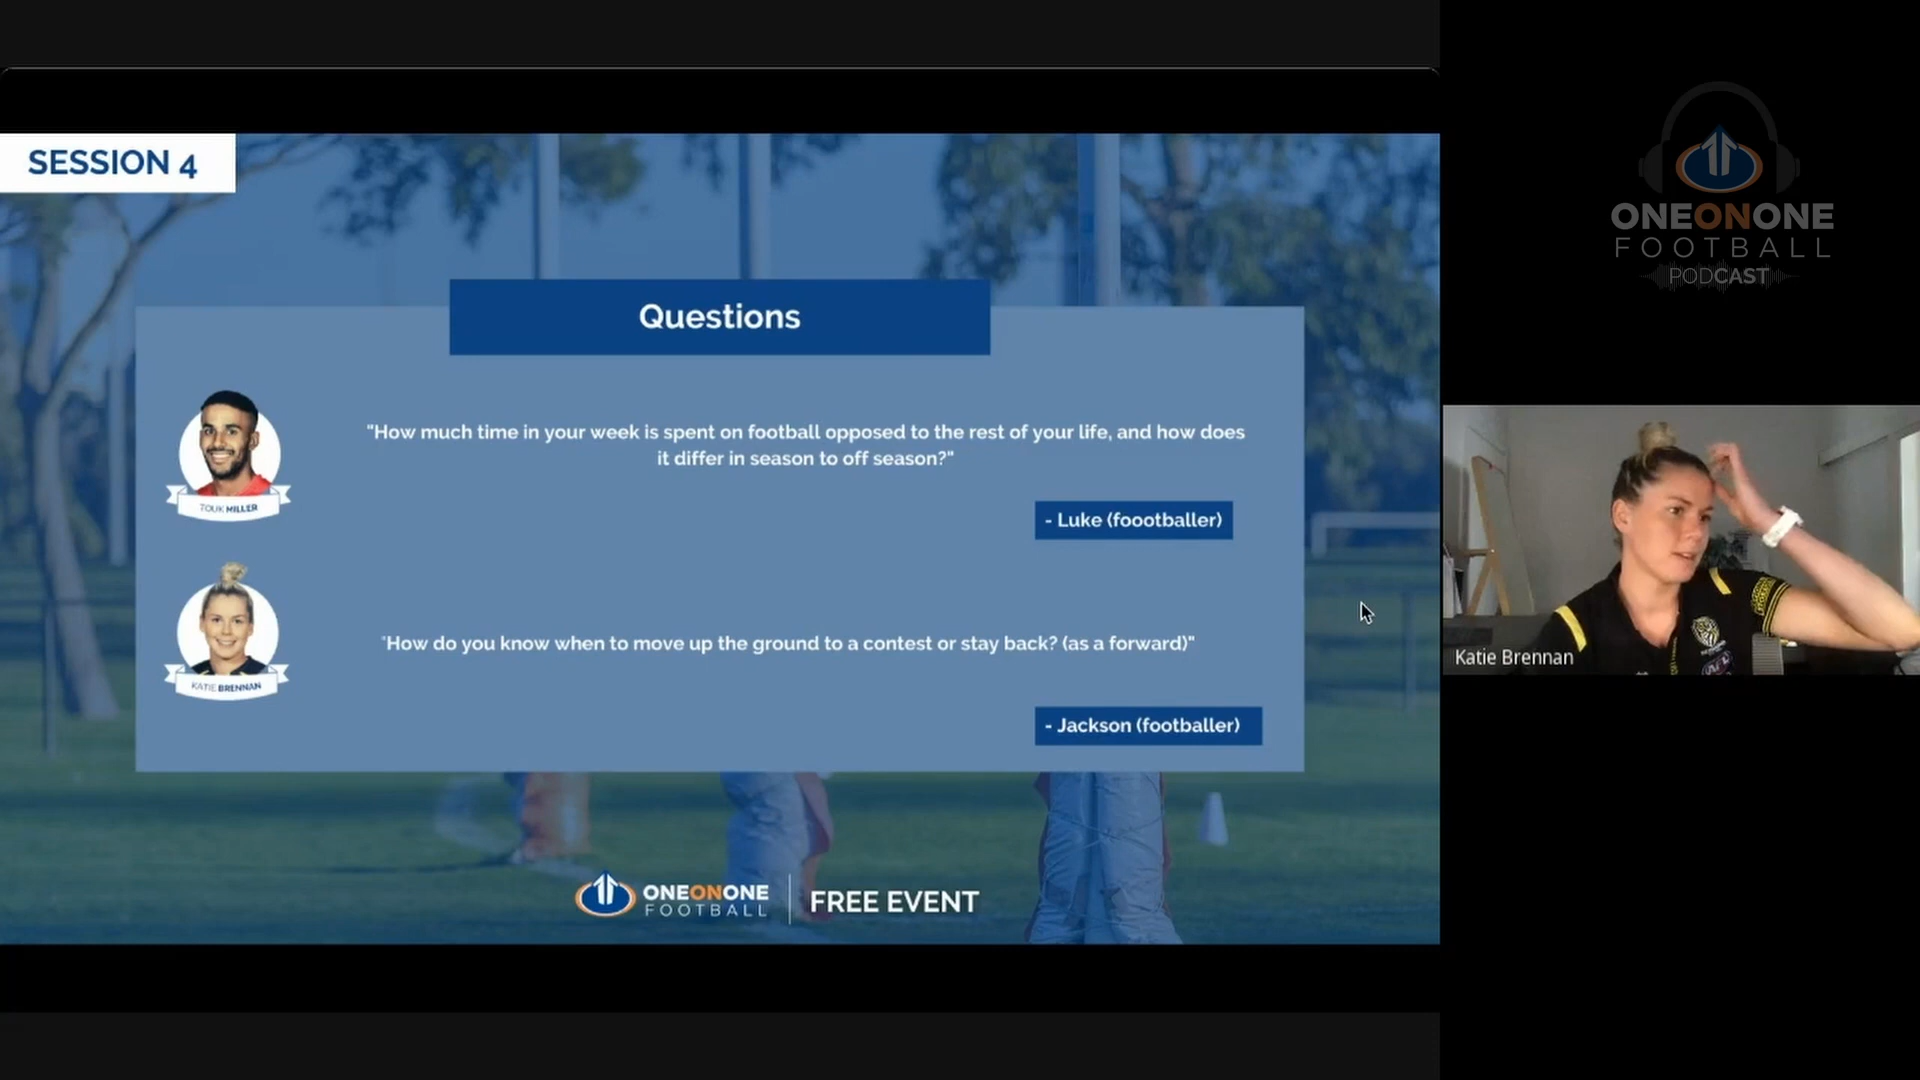 SESSION 4
Questions
"How much time in your week is spent on football opposed to the rest of your life, and how does
it differ in season to off season?"
TOUK MILLER
- Luke (foootballer)
"How do you know when to move up the ground to a contest or stay back? (as a forward)"
KATIE BRENNAN
- Jackson (footballer)
ONEONONE
FOOTBALL
FREE EVENT
ONEONONE
FOOTBALL
PODCAST
Katie Brennan